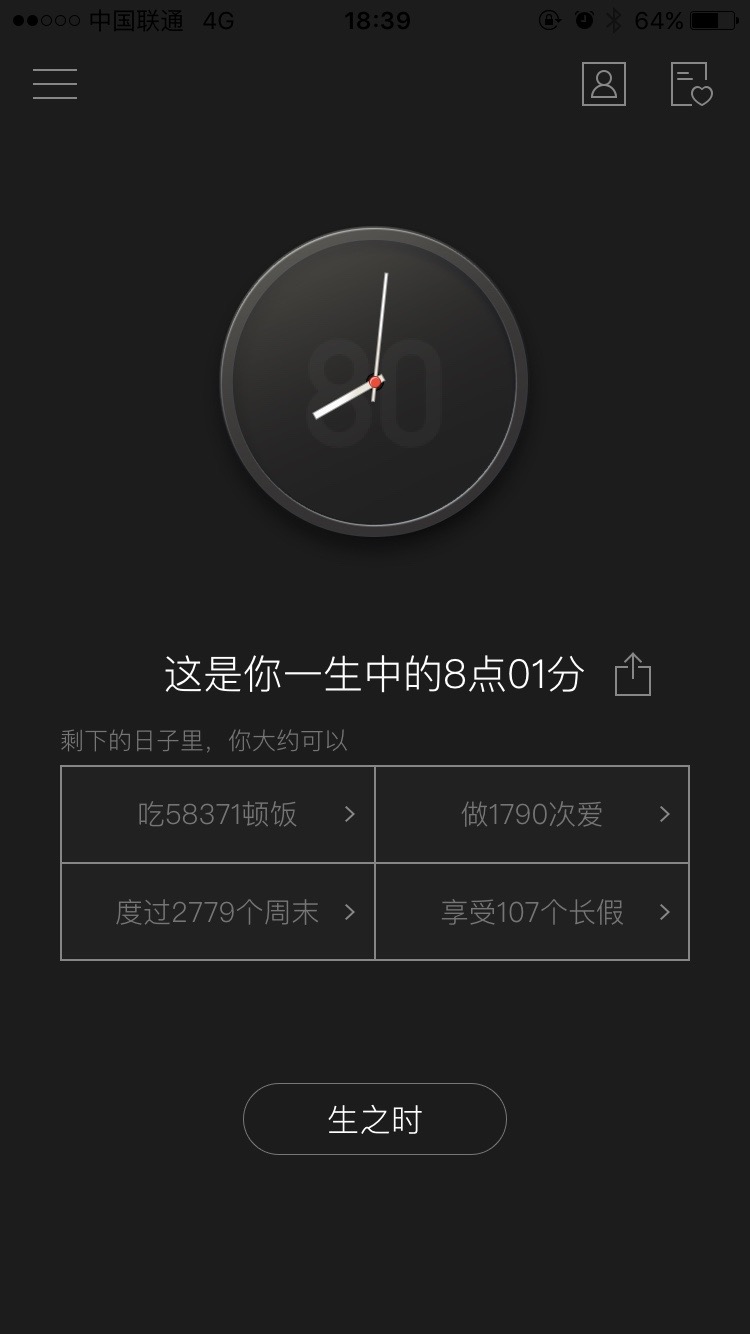 中国联通 4G 18:39 64%
80
这是你一生中的8点01分
剩下的日子里，你大约可以
吃58371顿饭 做1790次爱
度过2779个周末 享受107个长假
生之时